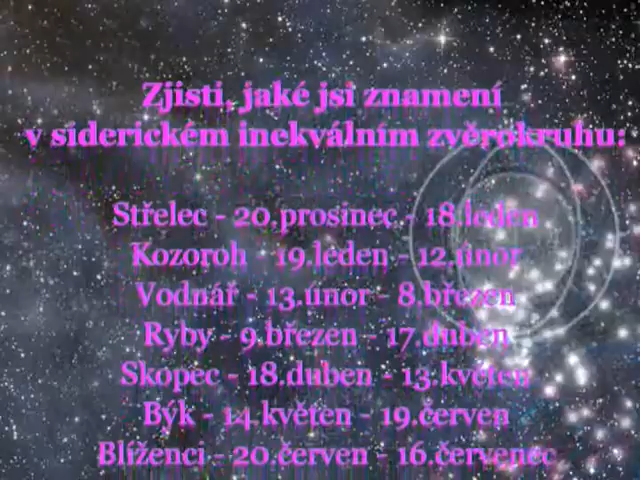 Zjisti, jaké jsi znamení
v siderickém inekválním zvěrokruhu:
Střelec - 20.prosinec - 18.leden
Kozoroh - 19.leden - 12.únor
Vodnář - 13.únor - 8.březen
Ryby - 9.březen - 17.duben
Skopec - 18.duben - 13.květen
Býk - 14.květen - 19.červen
Blíženci - 20.červen - 16.červenec